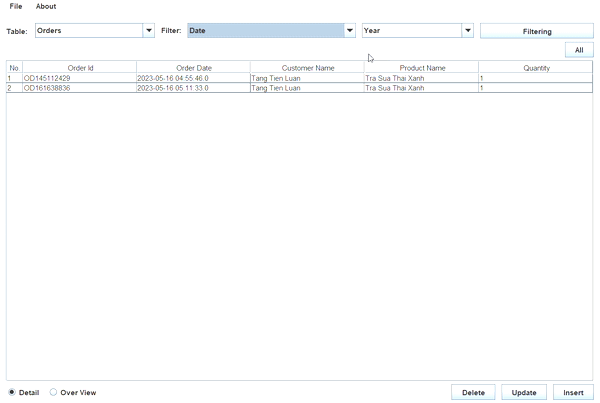 File About
Table: Orders Filter: Date Year Filtering
All
No Order Id Order Date Customer Name Product Name Quantity
1 OD145112429 2023-05-16 04:55:46.0 Tang Tien Luan Tra Sua Thai Xanh 1
2 OD161638836 2023-05-16 05:11:33.0 Tang Tien Luan Tra Sua Thai Xanh 1
Detail Over View Delete Update Insert